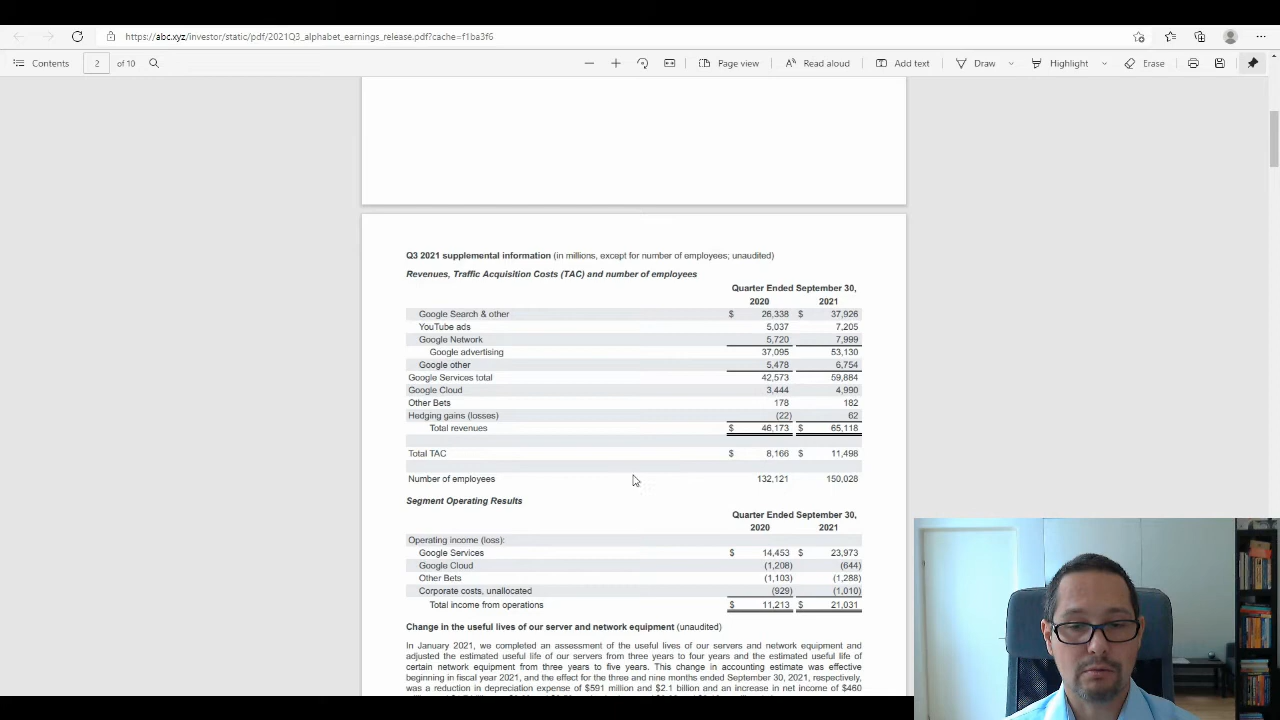 https://abc.xyz/investor/static/pdf/2021Q3_alphabet_earnings_release.pdf?cache=f1ba3f6
Contents 2 of 10 Page view Read aloud Add text Draw Highlight Erase
Q3 2021 supplemental information (in millions, except for number of employees; unaudited)
Revenues, Traffic Acquisition Costs (TAC) and number of employees
Quarter Ended September 30,
2020 2021
Google Search & other $ 26,338 $ 37,926
YouTube ads 5,037 7,205
Google Network 5,720 7,999
Google advertising 37,095 53,130
Google other 5,478 6,754
Google Services total 42,573 59,884
Google Cloud 3,444 4,990
Other Bets 178 182
Hedging gains (losses) (22) 62
Total revenues $ 46,173 $ 65,118
Total TAC $ 8,166 $ 11,498
Number of employees 132,121 150,028
Segment Operating Results
Quarter Ended September 30,
2020 2021
Operating income (loss):
Google Services $ 14,453 $ 23,973
Google Cloud (1,208) (644)
Other Bets (1,103) (1,288)
Corporate costs, unallocated (929) (1,010)
Total income from operations $ 11,213 $ 21,031
Change in the useful lives of our server and network equipment (unaudited)
In January 2021, we completed an assessment of the useful lives of our servers and network equipment and
adjusted the estimated useful life of our servers from three years to four years and the estimated useful life of
certain network equipment from three years to five years. This change in accounting estimate was effective
beginning in fiscal year 2021, and the effect for the three and nine months ended September 30, 2021, respectively,
was a reduction in depreciation expense of $591 million and $2.1 billion and an increase in net income of $460